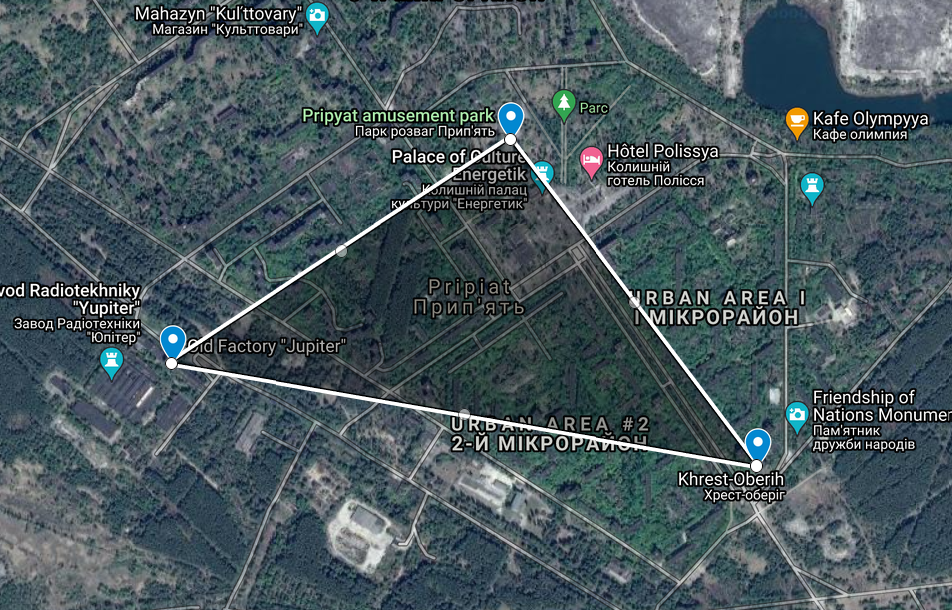 Mahazyn "Kul'ttovary"
Магазин "Культтовари"
Pripyat amusement park
Парк розваг Прип'ять
Parc
Kafe Olympyya
Кафе олимпия
Palace of Culture
Energetik
Колишній палац
культури "Енергетик"
Hôtel Polissya
Колишній
готель Полісся
Pripiat
Прип'ять
URBAN AREA I
І МІКРОРАЙОН
vod Radiotekhniky
"Yupiter"
Завод Радіотехніки
"Юпітер"
Old Factory "Jupiter"
URBAN AREA #2
2-Й МІКРОРАЙОН
Friendship of
Nations Monume
Пам'ятник
дружби народів
Khrest-Oberih
Хрест-оберіг